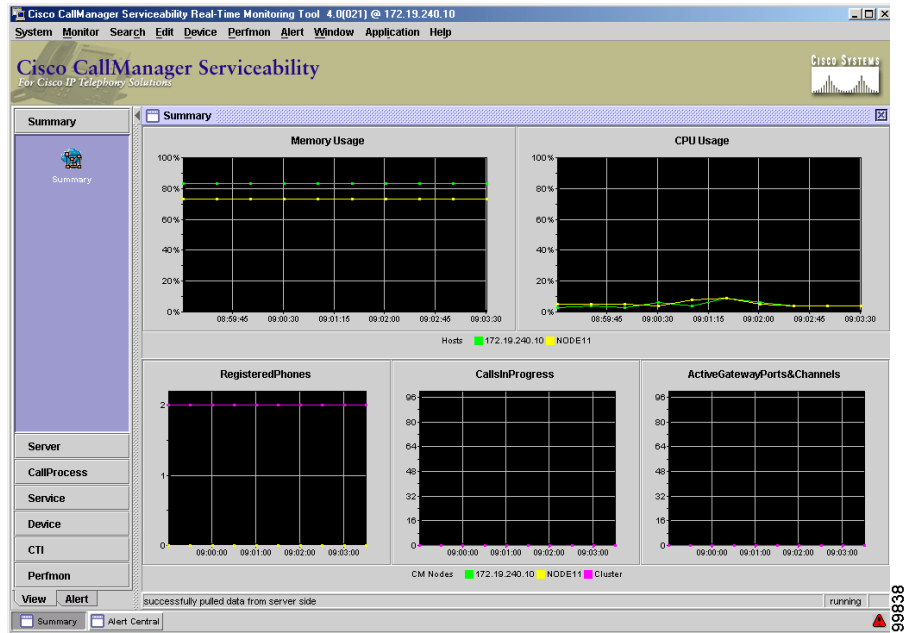 Cisco CallManager Serviceability Real-Time Monitoring Tool 4.0(021) @ 172.19.240.10
System Monitor Search Edit Device Perfmon Alert Window Application Help
Cisco CallManager Serviceability
For Cisco IP Telephony Solutions
CISCO SYSTEMS
Summary
Summary
Summary
Memory Usage
100%
80%
60%
40%
20%
0%
08:59:45 09:00:30 09:01:15 09:02:00 09:02:45 09:03:30
CPU Usage
100%
80%
60%
40%
20%
0%
08:59:45 09:00:30 09:01:15 09:02:00 09:02:45 09:03:30
Hosts 172.19.240.10 NODE11
RegisteredPhones
2
1
0
09:00:00 09:01:00 09:02:00 09:03:00
CallsInProgress
96
80
64
48
32
16
0
09:00:00 09:01:00 09:02:00 09:03:00
ActiveGatewayPorts&Channels
96
80
64
48
32
16
0
09:00:00 09:01:00 09:02:00 09:03:00
CM Nodes 172.19.240.10 NODE11 Cluster
Server
CallProcess
Service
Device
CTI
Perfmon
View Alert
successfully pulled data from server side
running
Summary Alert Central
99838